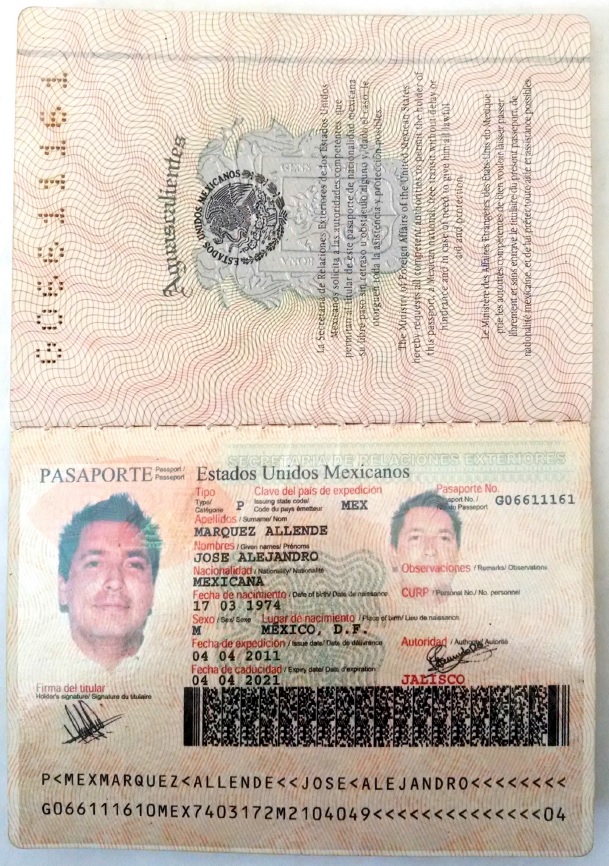 G06611161
Aguascalientes
ESTADOS UNIDOS MEXICANOS
La Secretaría de Relaciones Exteriores de los Estados Unidos
Mexicanos solicita a las autoridades competentes, que
permitan al titular de este pasaporte de nacionalidad mexicana
su libre paso sin retraso u obstáculo alguno y, dado el caso, le
otorguen toda la asistencia y protección posibles.
The Ministry of Foreign Affairs of the United Mexican States
hereby requests all competent authorities to permit the holder of
this passport, a Mexican national, free transit without delay or
hindrance and in case of need to give him all lawful
aid and protection.
Le Ministère des Affaires Etrangères des Etats-Unis du Mexique
prie les autorités compétentes de bien vouloir laisser passer
librement et sans entrave le titulaire du présent passeport, de
nationalité mexicaine, et de lui prêter toute aide et assistance possibles.
SECRETARIA DE RELACIONES EXTERIORES
PASAPORTE Passport / Passeport
Estados Unidos Mexicanos
Tipo Clave del país de expedición Pasaporte No.
Type/ Catégorie P Issuing state code/ Code du pays émetteur MEX Passport No. / Passeport G06611161
Apellidos / Surname/ Nom
MARQUEZ ALLENDE
Nombres / Given names/ Prénoms
JOSE ALEJANDRO
Nacionalidad / Nationality/ Nationalité Observaciones / Remarks/ Observations
MEXICANA
Fecha de nacimiento / Date of birth/ Date de naissance CURP / Personal No./ No. personnel
17 03 1974
Sexo / Sex/ Sexe Lugar de nacimiento / Place of birth/ Lieu de naissance
M MEXICO, D.F.
Fecha de expedición / Issue date/ Date de délivrance Autoridad / Authority/ Autorité
04 04 2011
Fecha de caducidad / Expiry date/ Date d'expiration JALISCO
04 04 2021
Firma del titular
Holder's signature/ Signature du titulaire
P<MEXMARQUEZ<ALLENDE<<JOSE<ALEJANDRO<<<<<<<<
G066111610MEX7403172M2104049<<<<<<<<<<<<<<04